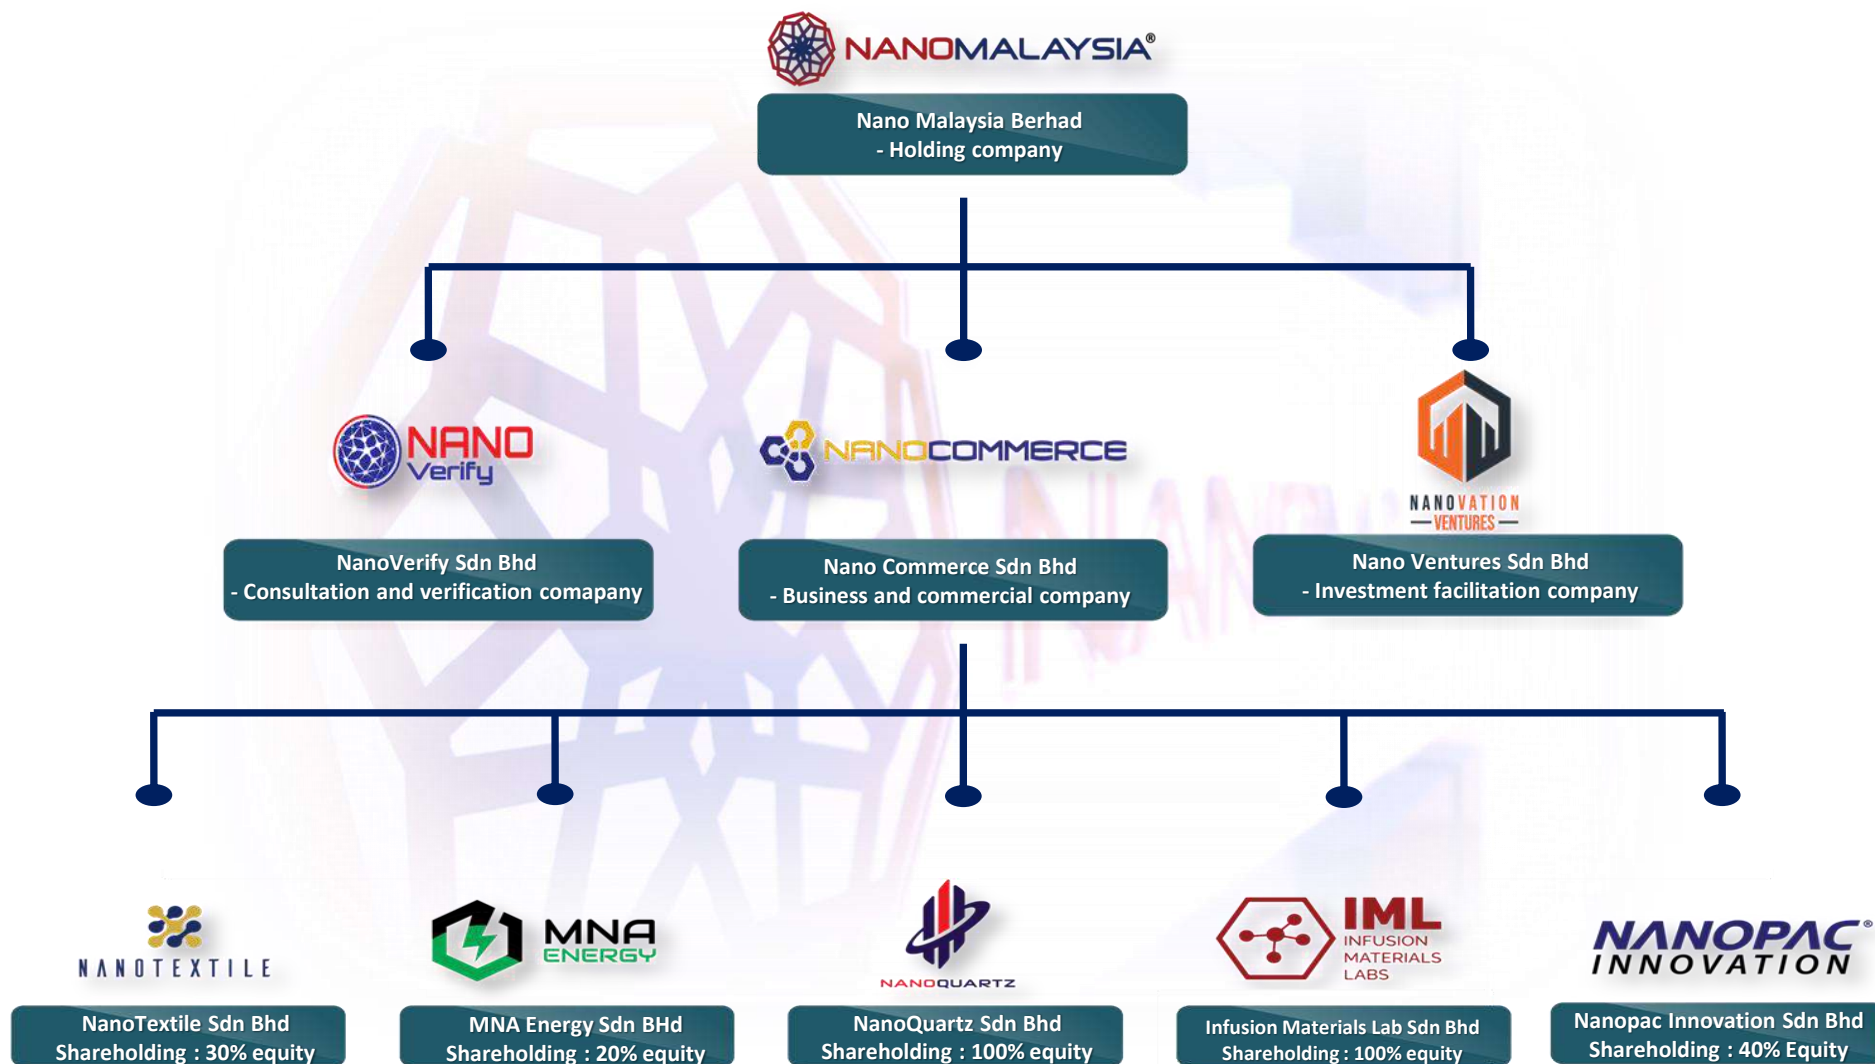 NANOMALAYSIA®
Nano Malaysia Berhad
- Holding company
NANO
Verify
NanoVerify Sdn Bhd
- Consultation and verification comapany
NANOCOMMERCE
Nano Commerce Sdn Bhd
- Business and commercial company
NANOVATION
VENTURES
Nano Ventures Sdn Bhd
- Investment facilitation company
NANOTEXTILE
NanoTextile Sdn Bhd
Shareholding : 30% equity
MNA
ENERGY
MNA Energy Sdn BHd
Shareholding : 20% equity
NANOQUARTZ
NanoQuartz Sdn Bhd
Shareholding : 100% equity
IML
INFUSION
MATERIALS
LABS
Infusion Materials Lab Sdn Bhd
Shareholding : 100% equity
NANOPAC®
INNOVATION
Nanopac Innovation Sdn Bhd
Shareholding : 40% Equity